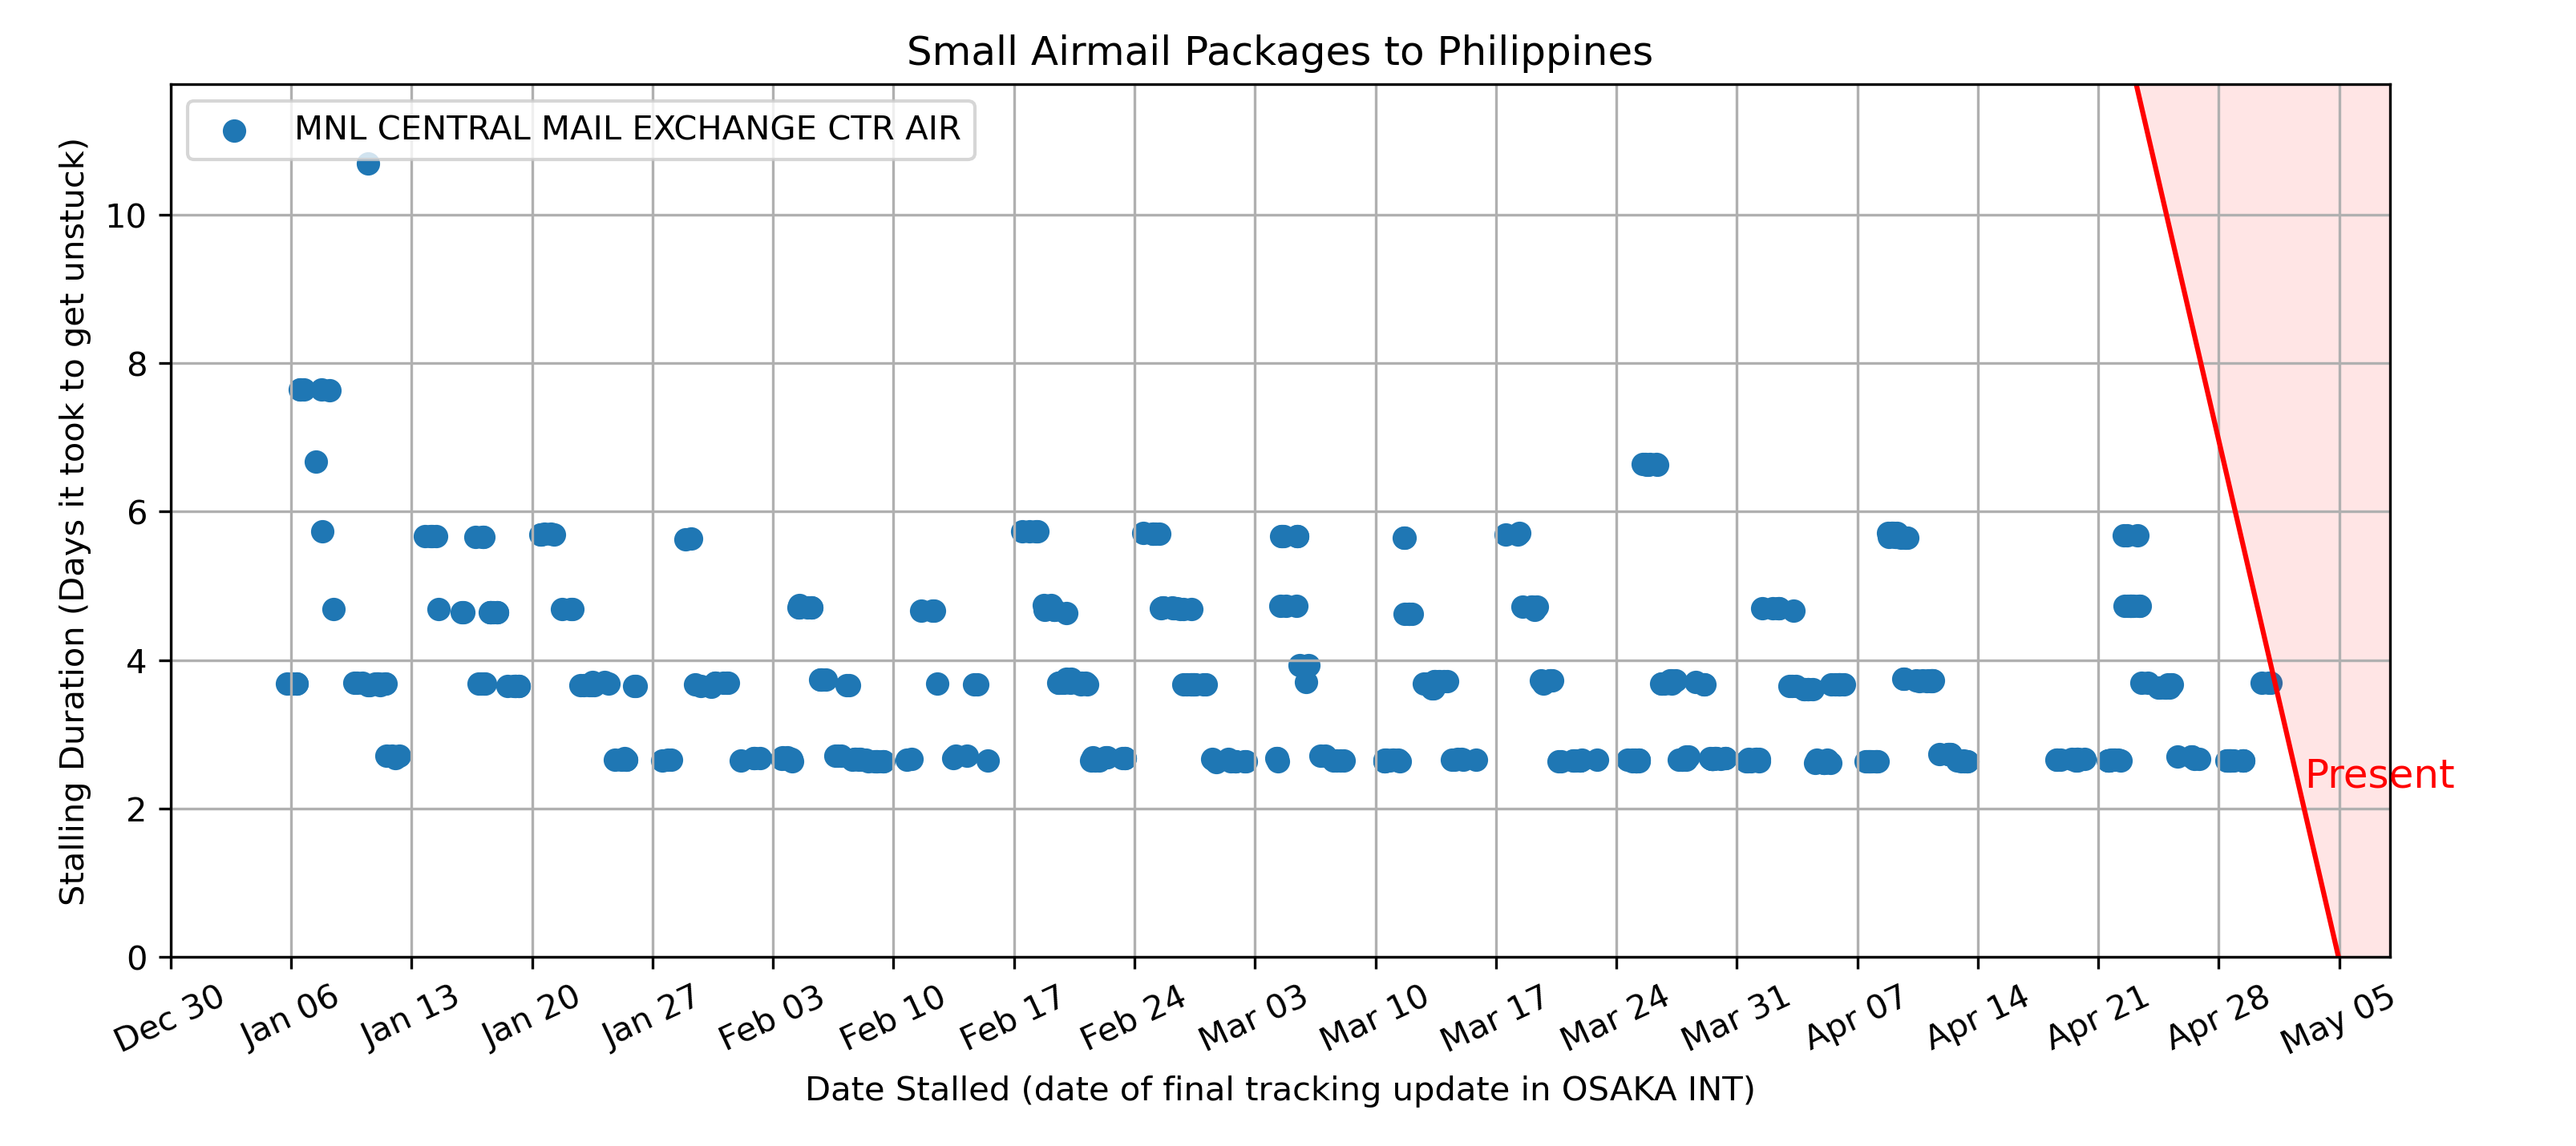 Small Airmail Packages to Philippines
MNL CENTRAL MAIL EXCHANGE CTR AIR
Stalling Duration (Days it took to get unstuck)
10
8
6
4
2
0
Present
Dec 30
Jan 06
Jan 13
Jan 20
Jan 27
Feb 03
Feb 10
Feb 17
Feb 24
Mar 03
Mar 10
Mar 17
Mar 24
Mar 31
Apr 07
Apr 14
Apr 21
Apr 28
May 05
Date Stalled (date of final tracking update in OSAKA INT)